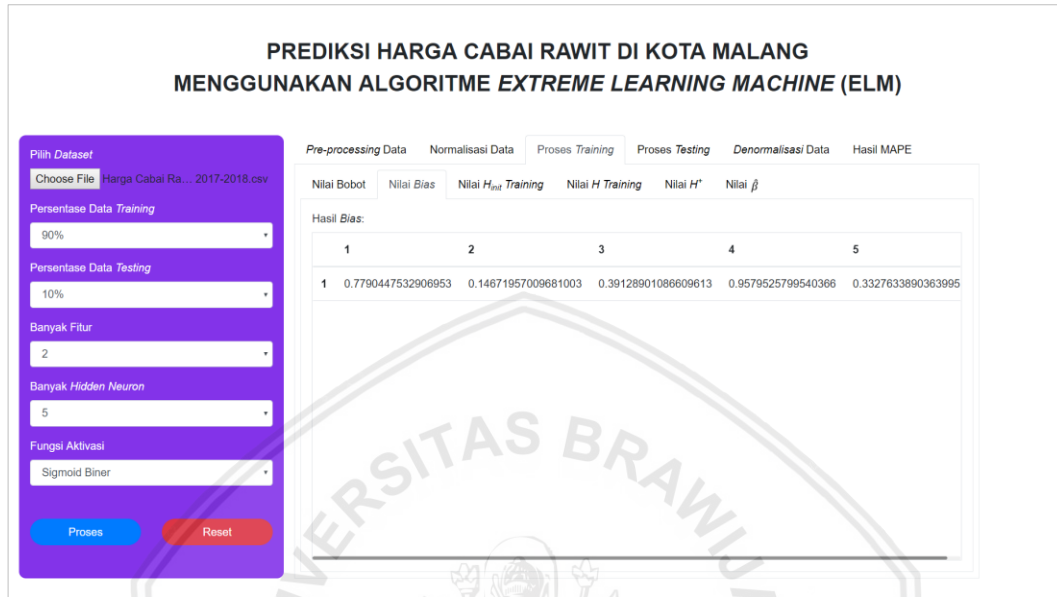 PREDIKSI HARGA CABAI RAWIT DI KOTA MALANG
MENGGUNAKAN ALGORITME EXTREME LEARNING MACHINE (ELM)
Pilih Dataset
Choose File Harga Cabai Ra... 2017-2018.csv
Persentase Data Training
90%
Persentase Data Testing
10%
Banyak Fitur
2
Banyak Hidden Neuron
5
Fungsi Aktivasi
Sigmoid Biner
Proses Reset
Pre-processing Data Normalisasi Data Proses Training Proses Testing Denormalisasi Data Hasil MAPE
Nilai Bobot Nilai Bias Nilai H_init Training Nilai H Training Nilai H⁺ Nilai β̂
Hasil Bias:
1 2 3 4 5
1 0.7790447532906953 0.14671957009681003 0.39128901086609613 0.9579525799540366 0.3327633890363995
VERSITAS BRAWIJ